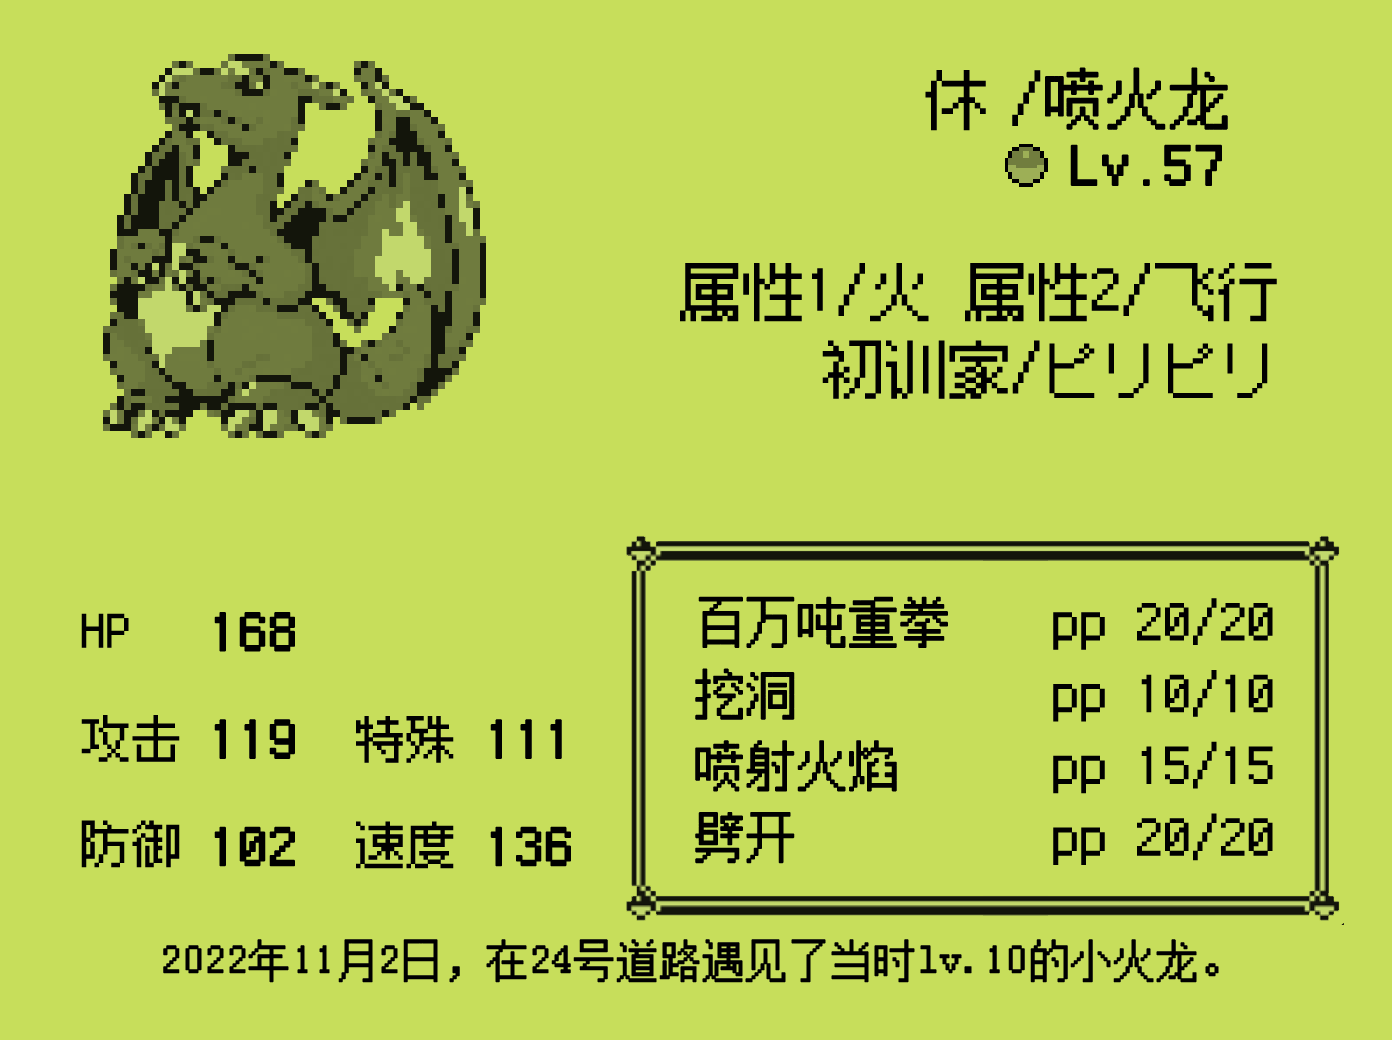 休 /喷火龙
Lv.57
属性1/火 属性2/飞行
初训家/ピリピリ
HP 168
攻击 119 特殊 111
防御 102 速度 136
百万吨重拳 pp 20/20
挖洞 pp 10/10
喷射火焰 pp 15/15
劈开 pp 20/20
2022年11月2日，在24号道路遇见了当时lv.10的小火龙。